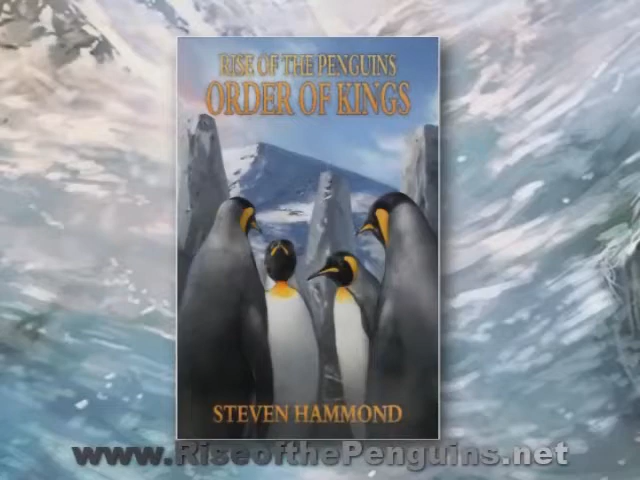 RISE OF THE PENGUINS
ORDER OF KINGS
STEVEN HAMMOND
www.RiseofthePenguins.net